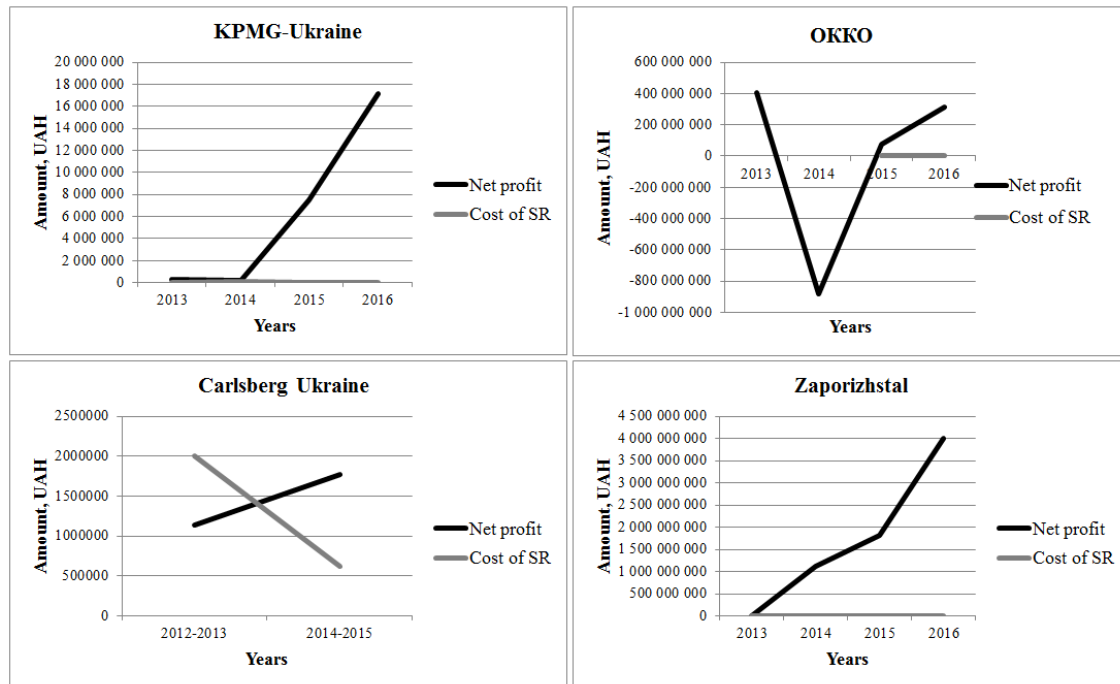 KPMG-Ukraine
20 000 000
18 000 000
16 000 000
14 000 000
12 000 000
10 000 000
8 000 000
6 000 000
4 000 000
2 000 000
0
Amount, UAH
2013 2014 2015 2016
Years
Net profit
Cost of SR
ОККО
600 000 000
400 000 000
200 000 000
0
-200 000 000
-400 000 000
-600 000 000
-800 000 000
-1 000 000 000
Amount, UAH
2013 2014 2015 2016
Years
Net profit
Cost of SR
Carlsberg Ukraine
2500000
2000000
1500000
1000000
500000
0
Amount, UAH
2012-2013 2014-2015
Years
Net profit
Cost of SR
Zaporizhstal
4 500 000 000
4 000 000 000
3 500 000 000
3 000 000 000
2 500 000 000
2 000 000 000
1 500 000 000
1 000 000 000
500 000 000
0
Amount, UAH
2013 2014 2015 2016
Years
Net profit
Cost of SR